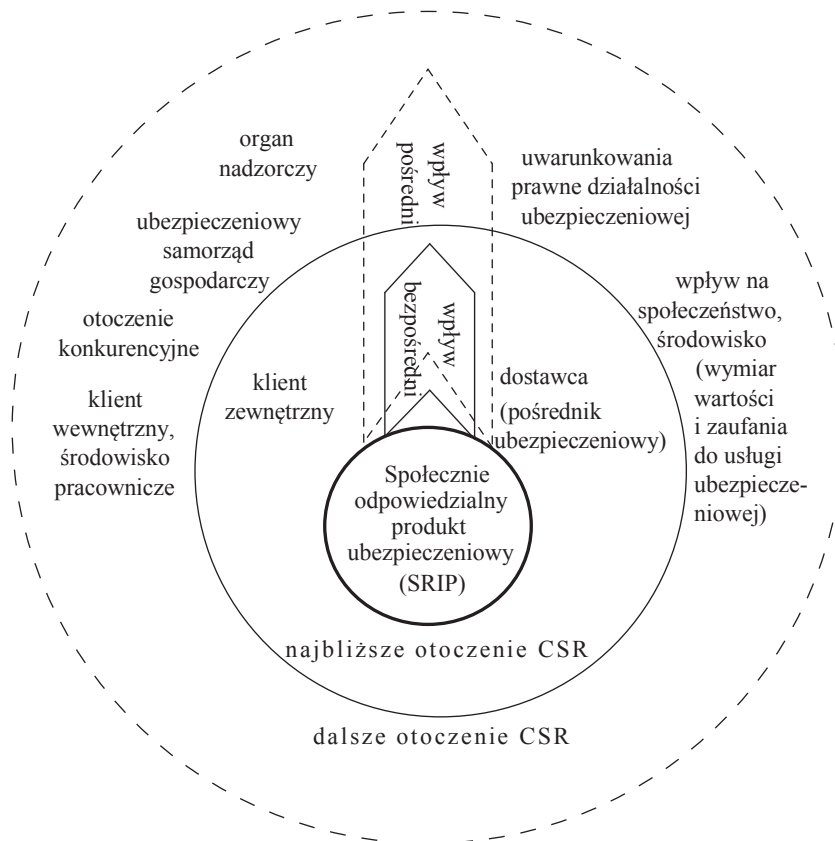 organ
nadzorczy
wpływ
pośredni
uwarunkowania
prawne działalności
ubezpieczeniowej
ubezpieczeniowy
samorząd
gospodarczy
wpływ na
społeczeństwo,
środowisko
(wymiar
wartości
i zaufania
do usługi
ubezpiecze-
niowej)
otoczenie
konkurencyjne
klient
wewnętrzny,
środowisko
pracownicze
wpływ
bezpośredni
klient
zewnętrzny
dostawca
(pośrednik
ubezpieczeniowy)
Społecznie
odpowiedzialny
produkt
ubezpieczeniowy
(SRIP)
najbliższe otoczenie CSR
dalsze otoczenie CSR